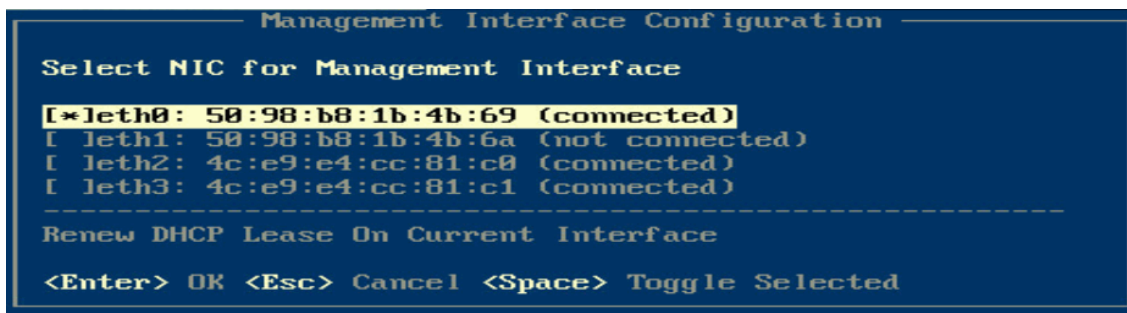 Management Interface Configuration
Select NIC for Management Interface
[*]eth0: 50:98:b8:1b:4b:69 (connected)
[ ]eth1: 50:98:b8:1b:4b:6a (not connected)
[ ]eth2: 4c:e9:e4:cc:81:c0 (connected)
[ ]eth3: 4c:e9:e4:cc:81:c1 (connected)
Renew DHCP Lease On Current Interface
<Enter> OK <Esc> Cancel <Space> Toggle Selected